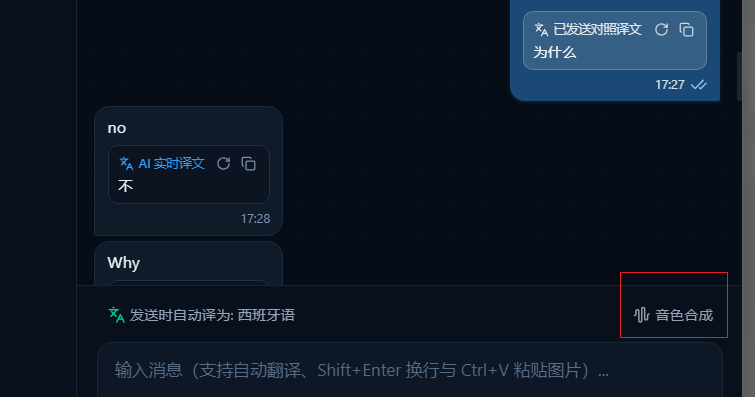 已发送对照译文
为什么
17:27
no
AI 实时译文
不
17:28
Why
发送时自动译为: 西班牙语
音色合成
输入消息（支持自动翻译、Shift+Enter 换行与 Ctrl+V 粘贴图片）...